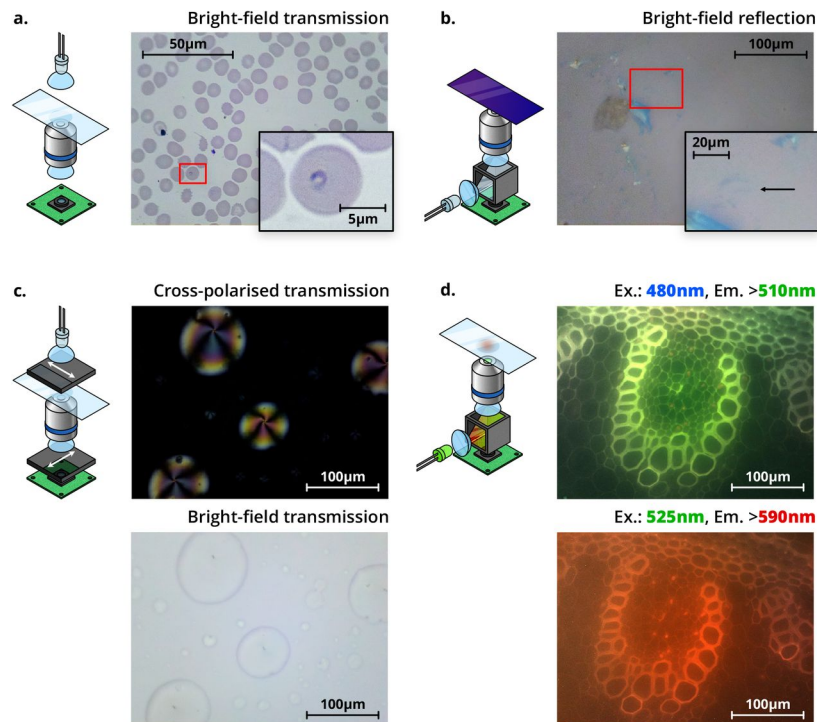 a.
Bright-field transmission
50μm
5μm
b.
Bright-field reflection
100μm
20μm
c.
Cross-polarised transmission
100μm
Bright-field transmission
100μm
d.
Ex.: 480nm, Em. >510nm
100μm
Ex.: 525nm, Em. >590nm
100μm